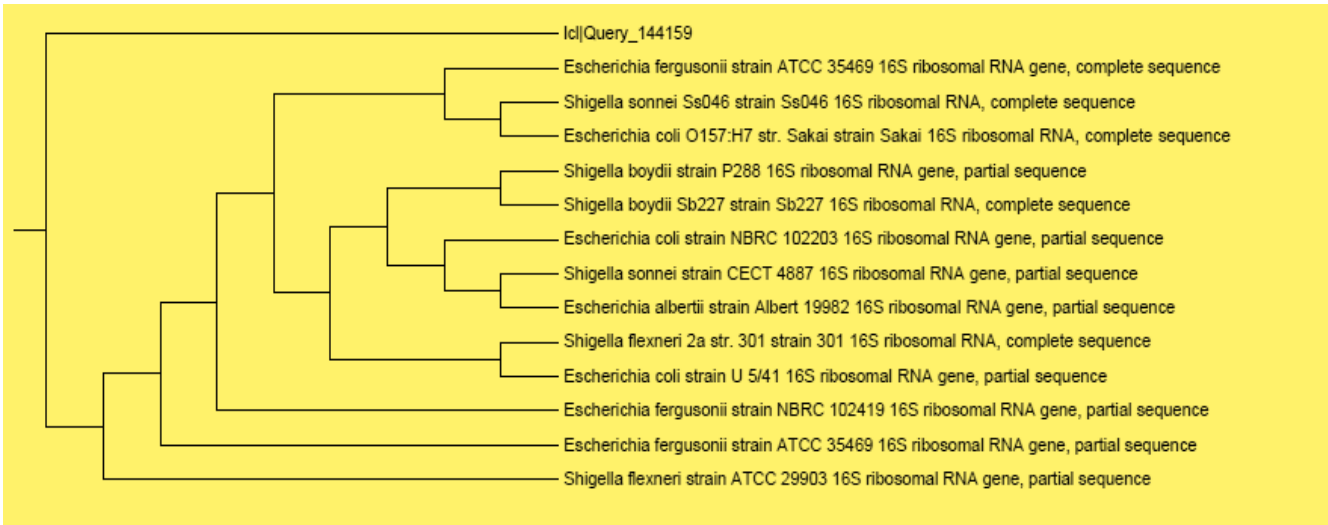 lcl|Query_144159
Escherichia fergusonii strain ATCC 35469 16S ribosomal RNA gene, complete sequence
Shigella sonnei Ss046 strain Ss046 16S ribosomal RNA, complete sequence
Escherichia coli O157:H7 str. Sakai strain Sakai 16S ribosomal RNA, complete sequence
Shigella boydii strain P288 16S ribosomal RNA gene, partial sequence
Shigella boydii Sb227 strain Sb227 16S ribosomal RNA, complete sequence
Escherichia coli strain NBRC 102203 16S ribosomal RNA gene, partial sequence
Shigella sonnei strain CECT 4887 16S ribosomal RNA gene, partial sequence
Escherichia albertii strain Albert 19982 16S ribosomal RNA gene, partial sequence
Shigella flexneri 2a str. 301 strain 301 16S ribosomal RNA, complete sequence
Escherichia coli strain U 5/41 16S ribosomal RNA gene, partial sequence
Escherichia fergusonii strain NBRC 102419 16S ribosomal RNA gene, partial sequence
Escherichia fergusonii strain ATCC 35469 16S ribosomal RNA gene, partial sequence
Shigella flexneri strain ATCC 29903 16S ribosomal RNA gene, partial sequence